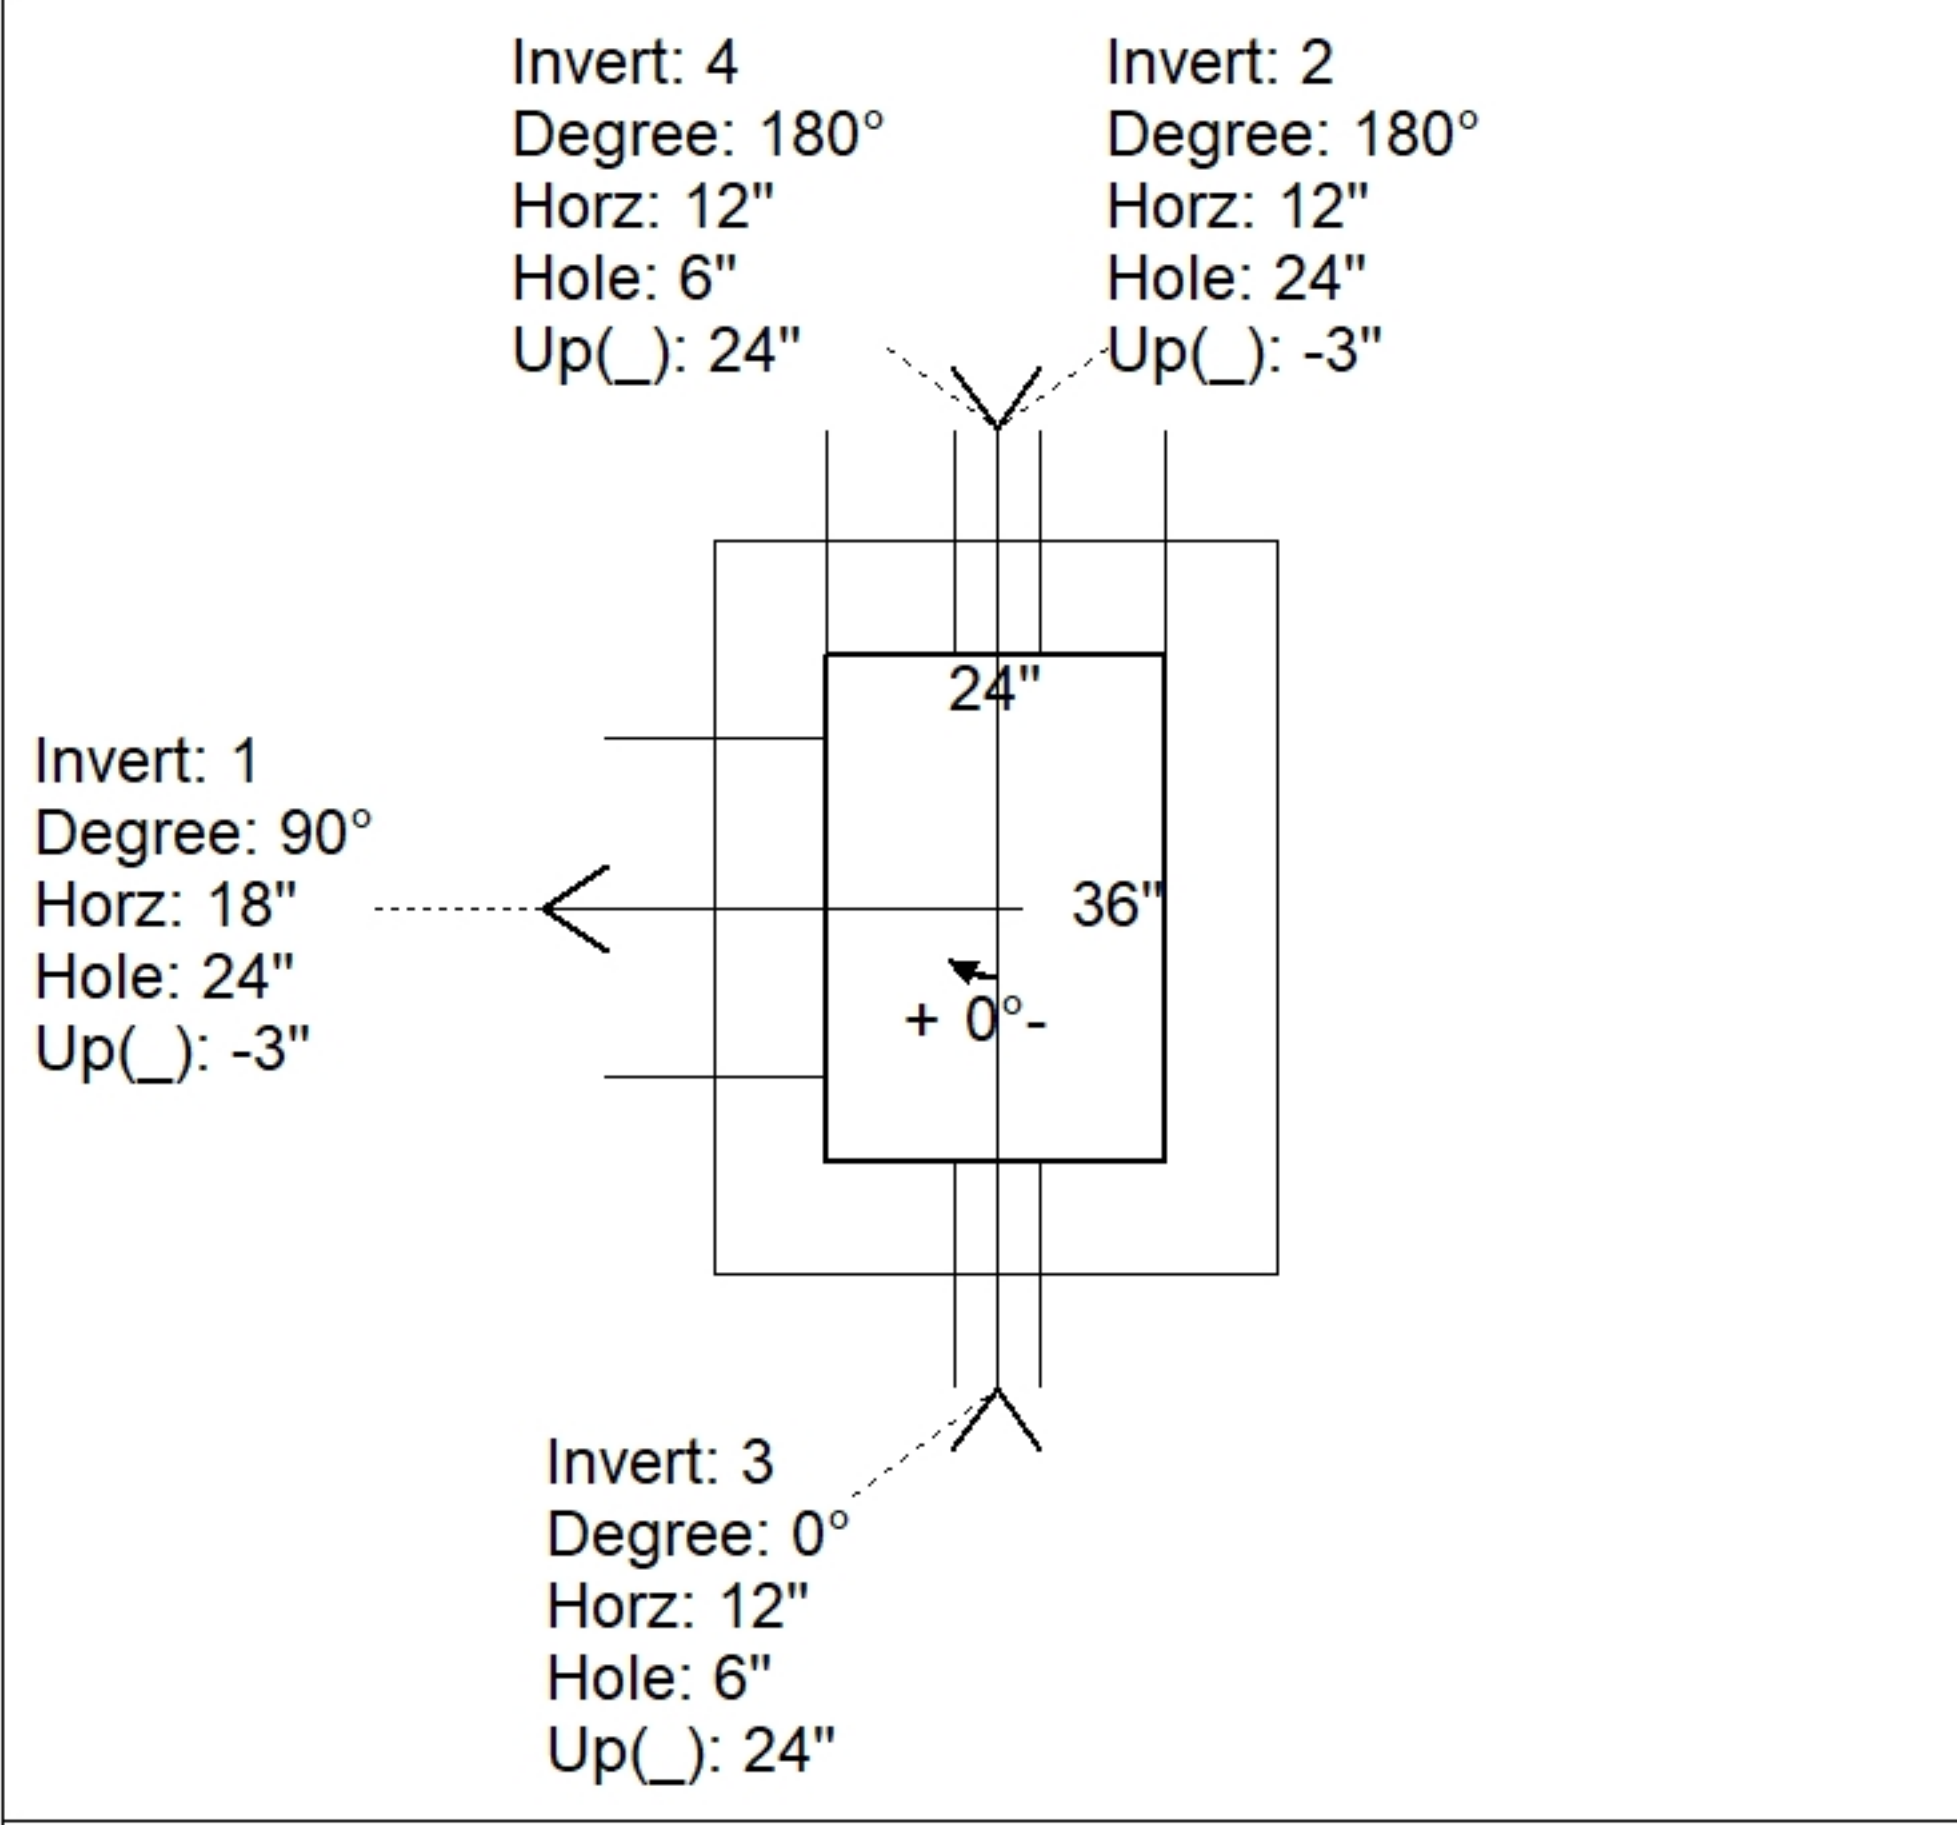 Invert: 4
Degree: 180°
Horz: 12"
Hole: 6"
Up(_): 24"
Invert: 2
Degree: 180°
Horz: 12"
Hole: 24"
Up(_): -3"
24"
Invert: 1
Degree: 90°
Horz: 18"
Hole: 24"
Up(_): -3"
36"
+ 0°-
Invert: 3
Degree: 0°
Horz: 12"
Hole: 6"
Up(_): 24"